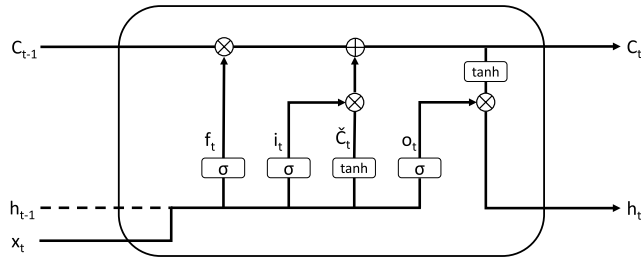 C_{t-1} C_t
tanh
f_t i_t Č_t o_t
σ σ tanh σ
h_{t-1} h_t
x_t